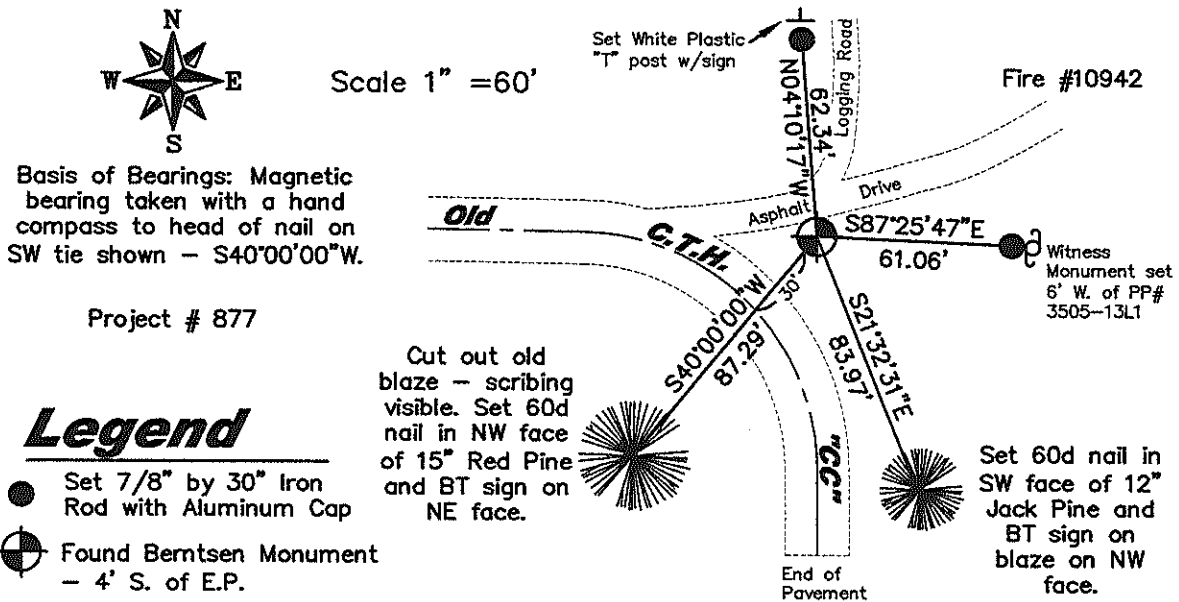 N
W E
S
Scale 1" =60'
Basis of Bearings: Magnetic
bearing taken with a hand
compass to head of nail on
SW tie shown – S40°00'00"W.
Project # 877
Legend
Set 7/8" by 30" Iron
Rod with Aluminum Cap
Found Berntsen Monument
– 4' S. of E.P.
Set White Plastic
"T" post w/sign
N04°10'17"W
62.34'
Logging Road
Fire #10942
Old
C.T.H.
"CC"
Asphalt Drive
S87°25'47"E
61.06'
Witness
Monument set
6' W. of PP#
3505–13L1
30'
S40°00'00"W
87.29'
S21°32'31"E
83.97'
Cut out old
blaze – scribing
visible. Set 60d
nail in NW face
of 15" Red Pine
and BT sign on
NE face.
Set 60d nail in
SW face of 12"
Jack Pine and
BT sign on
blaze on NW
face.
End of
Pavement